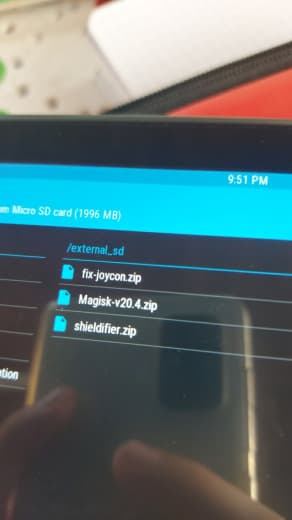 9:51 PM
Micro SD card (1996 MB)
/external_sd
fix-joycon.zip
Magisk-v20.4.zip
shieldifier.zip